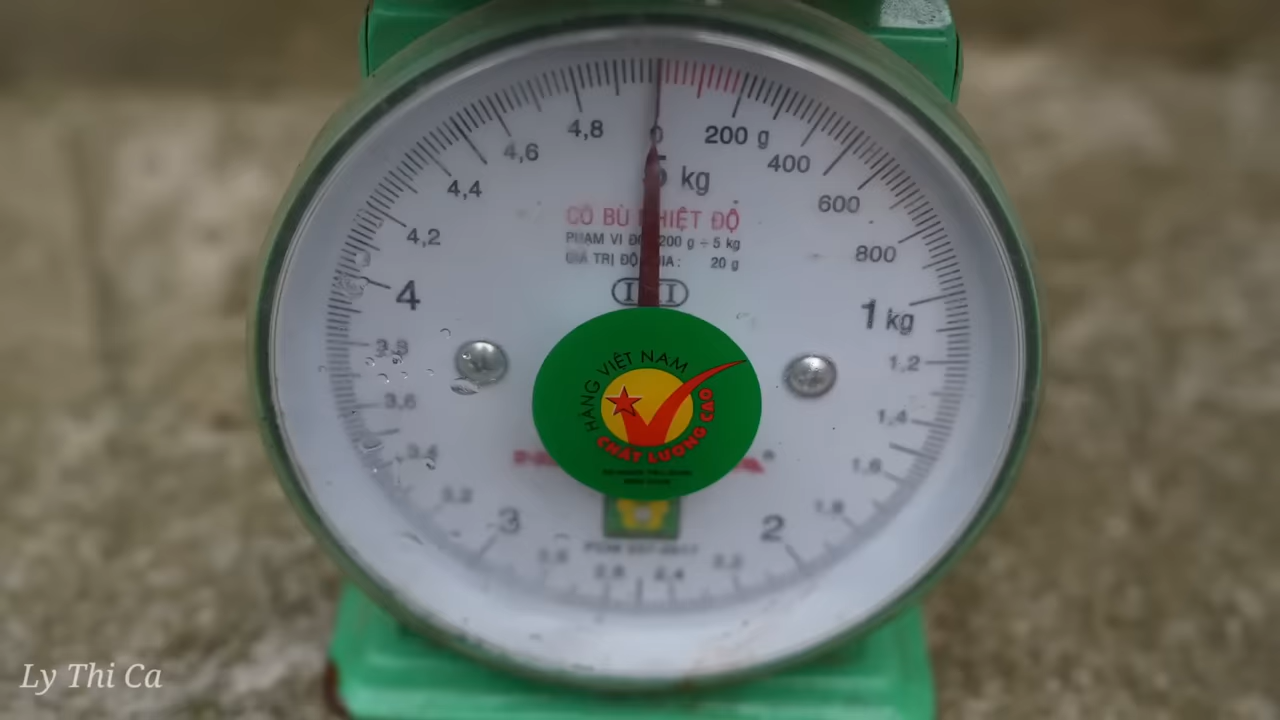 0
200 g
400
600
800
1 kg
1,2
1,4
1,6
1,8
2
2,2
2,4
2,6
3
3,2
3,4
3,6
3,8
4
4,2
4,4
4,6
4,8
5 kg
CÓ BÙ NHIỆT ĐỘ
PHẠM VI ĐO 200 g ÷ 5 kg
GIÁ TRỊ ĐỘ CHIA : 20 g
HÀNG VIỆT NAM
CHẤT LƯỢNG CAO
Ly Thi Ca